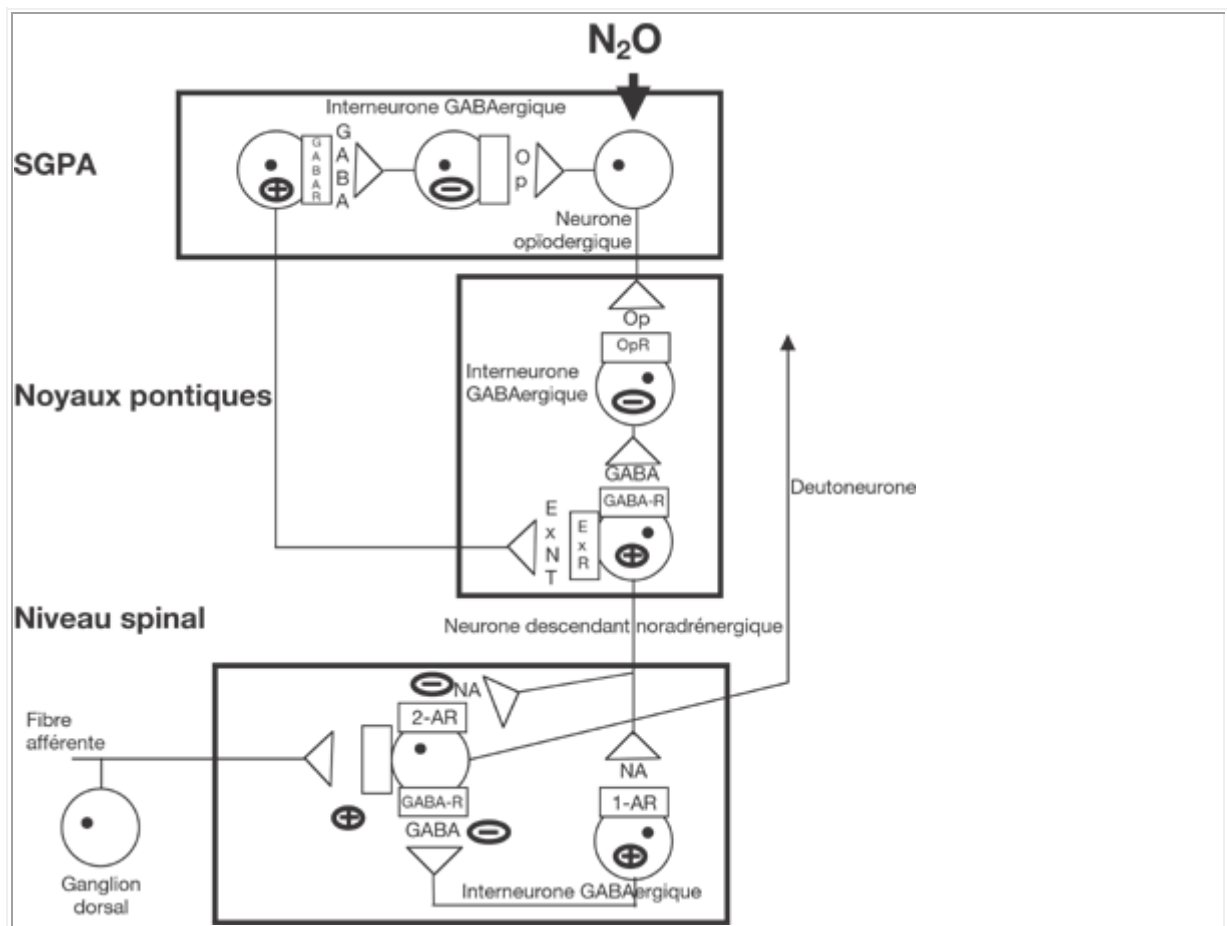 N₂O
Interneurone GABAergique
SGPA
GABAR
GABA
Op
Neurone
opïodergique
Op
OpR
Interneurone
GABAergique
Noyaux pontiques
GABA
GABA-R
Deutoneurone
ExNT
ExR
Niveau spinal
Neurone descendant noradrénergique
NA
2-AR
Fibre
afférente
NA
GABA-R
1-AR
GABA
Ganglion
dorsal
Interneurone GABAergique